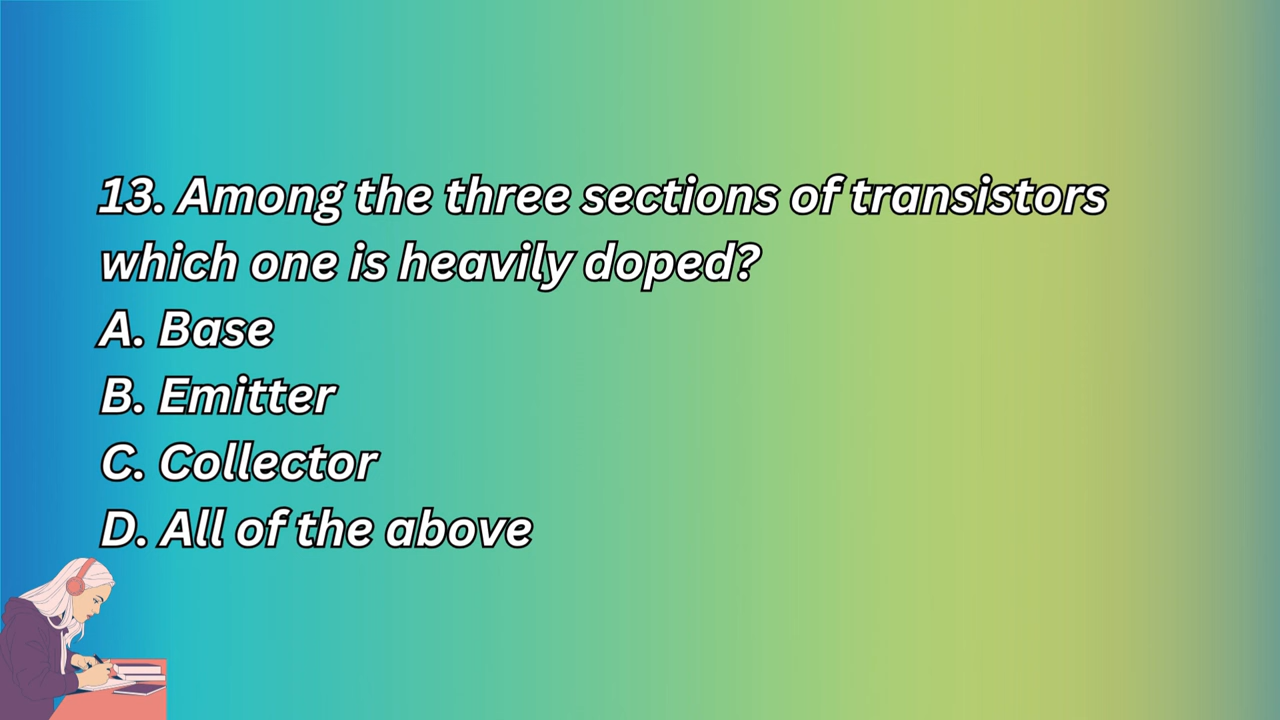 13. Among the three sections of transistors
which one is heavily doped?
A. Base
B. Emitter
C. Collector
D. All of the above